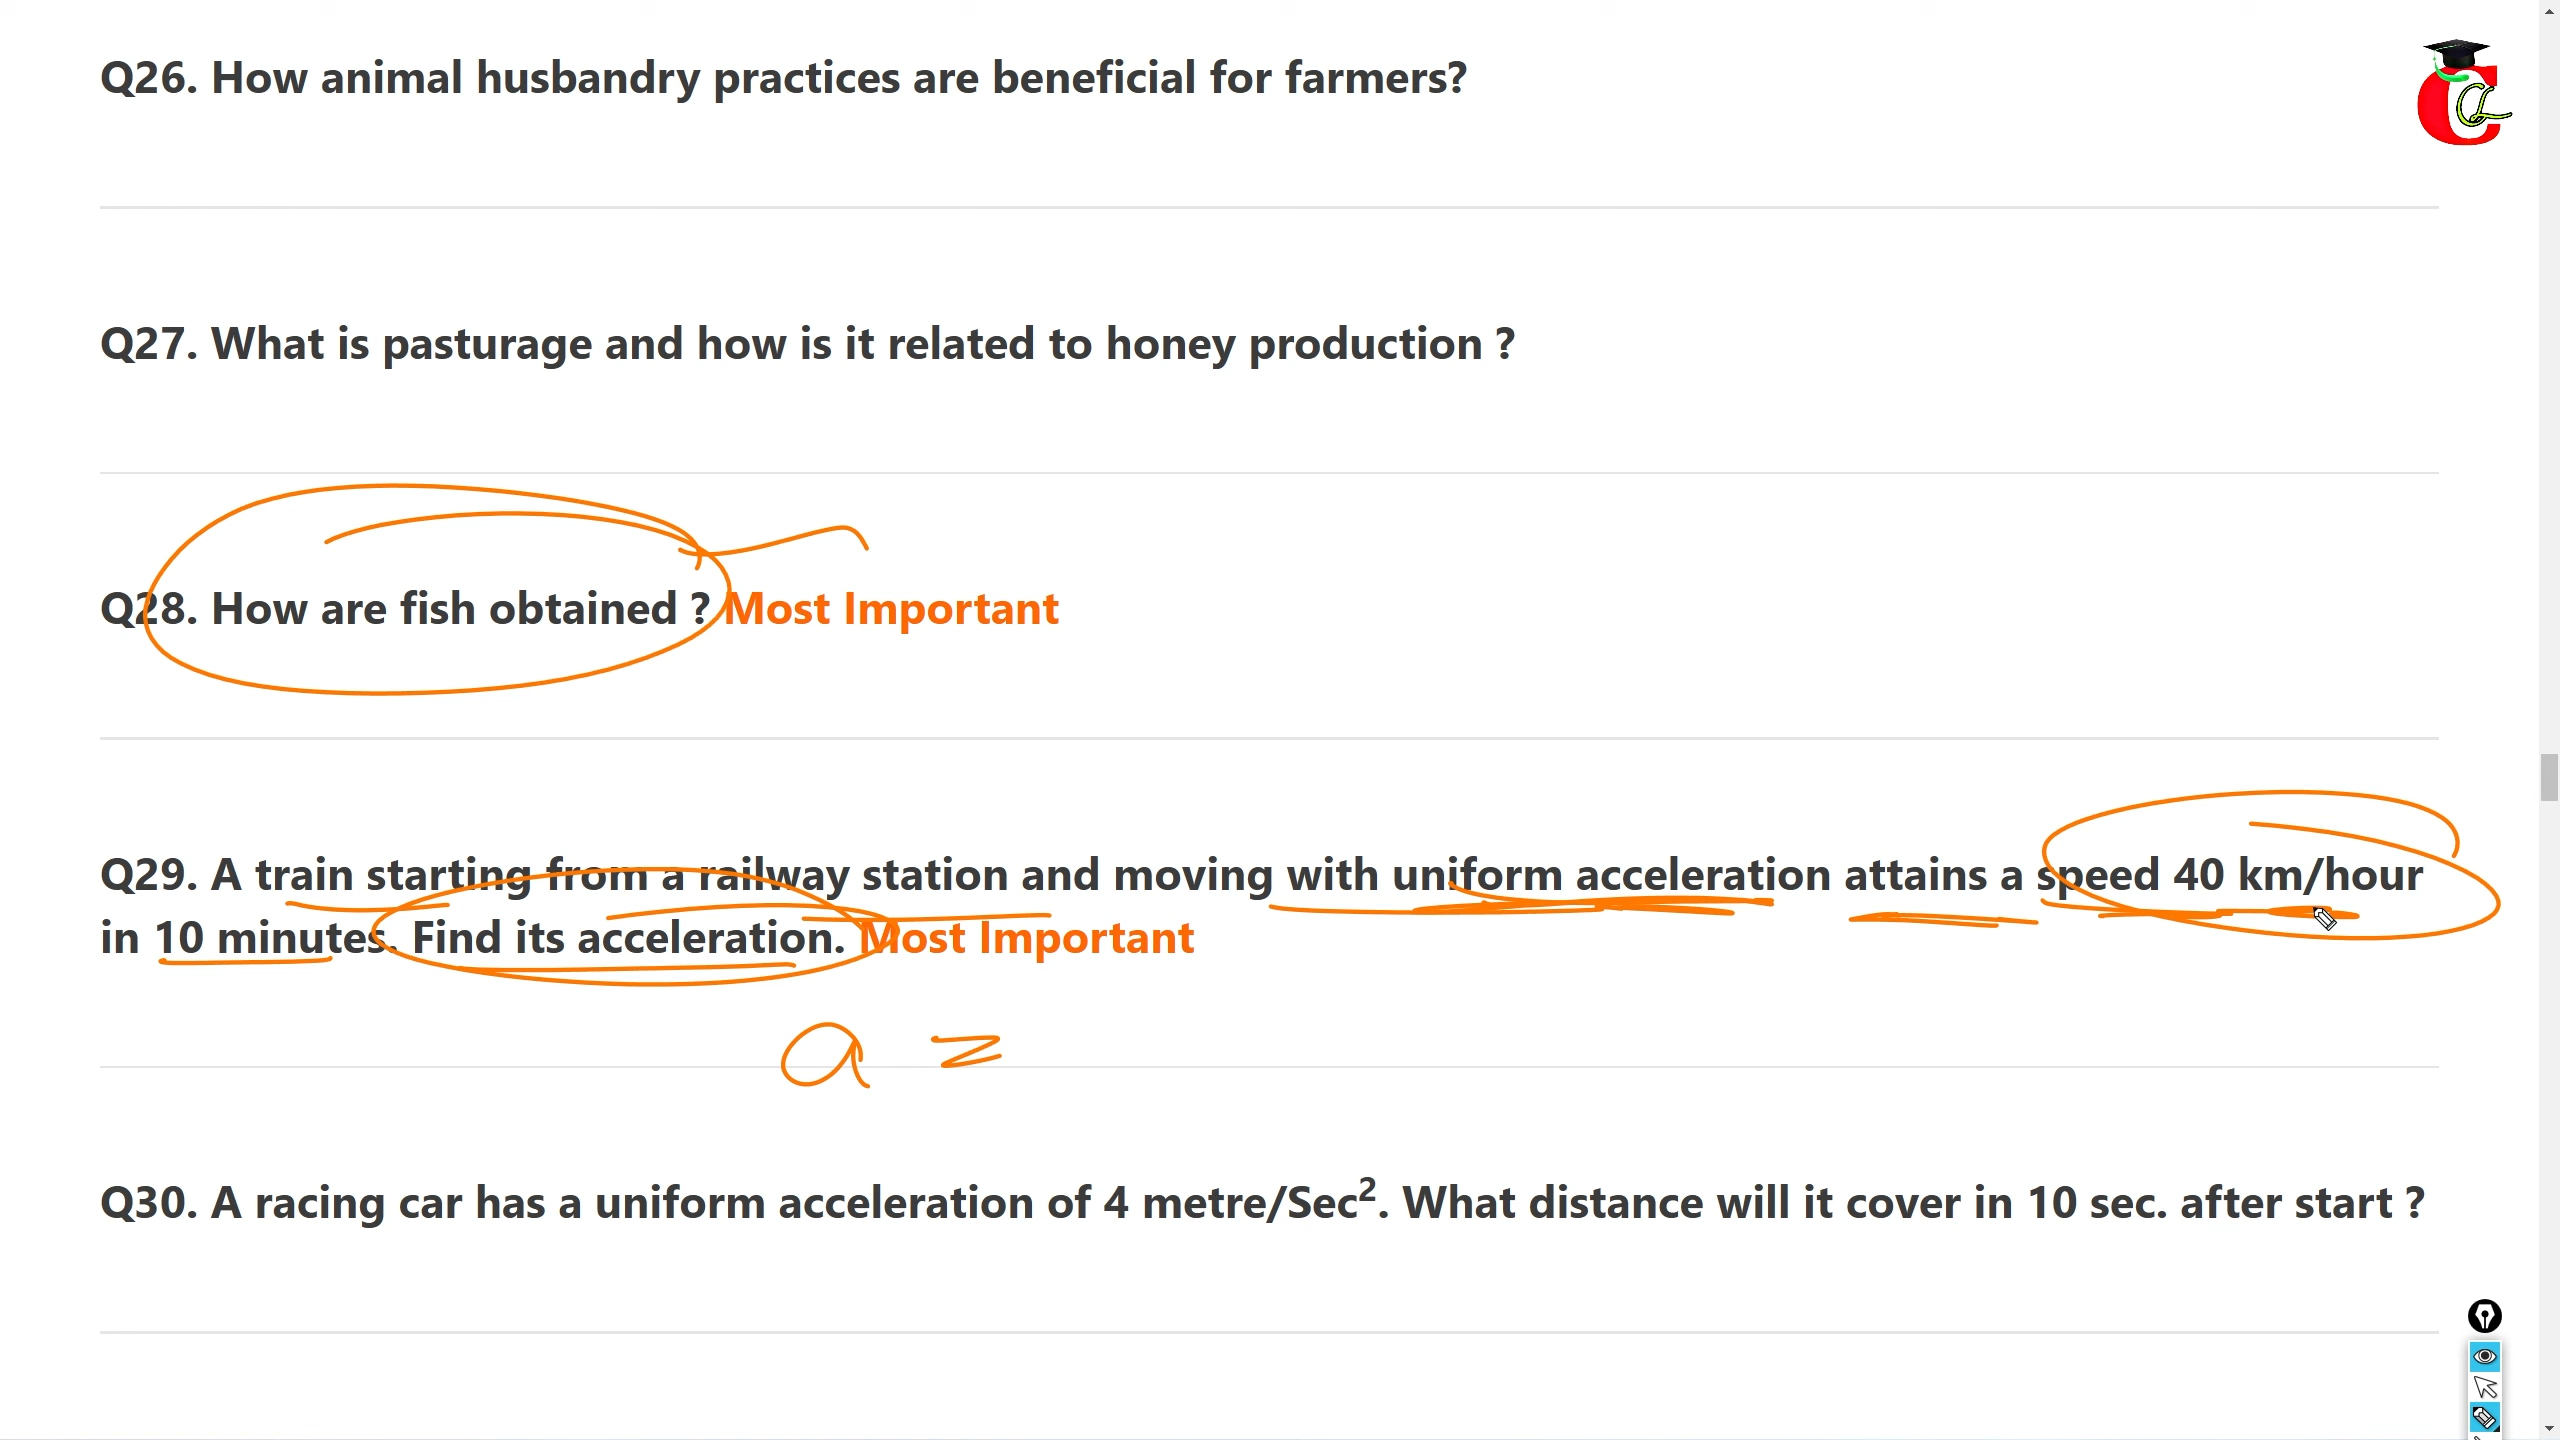 Q26. How animal husbandry practices are beneficial for farmers?
Q27. What is pasturage and how is it related to honey production ?
Q28. How are fish obtained ? Most Important
Q29. A train starting from a railway station and moving with uniform acceleration attains a speed 40 km/hour
in 10 minutes. Find its acceleration. Most Important
a =
Q30. A racing car has a uniform acceleration of 4 metre/Sec². What distance will it cover in 10 sec. after start ?